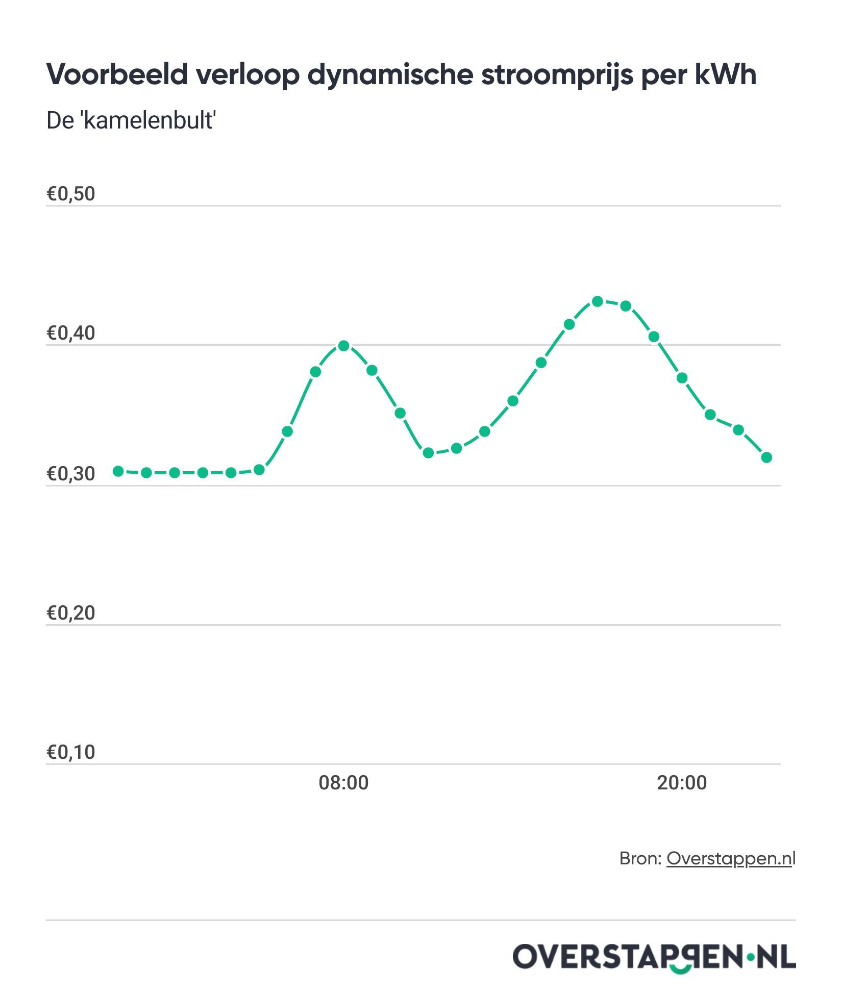 Voorbeeld verloop dynamische stroomprijs per kWh
De 'kamelenbult'
€0,50
€0,40
€0,30
€0,20
€0,10
08:00 20:00
Bron: Overstappen.nl
OVERSTAPPEN.NL